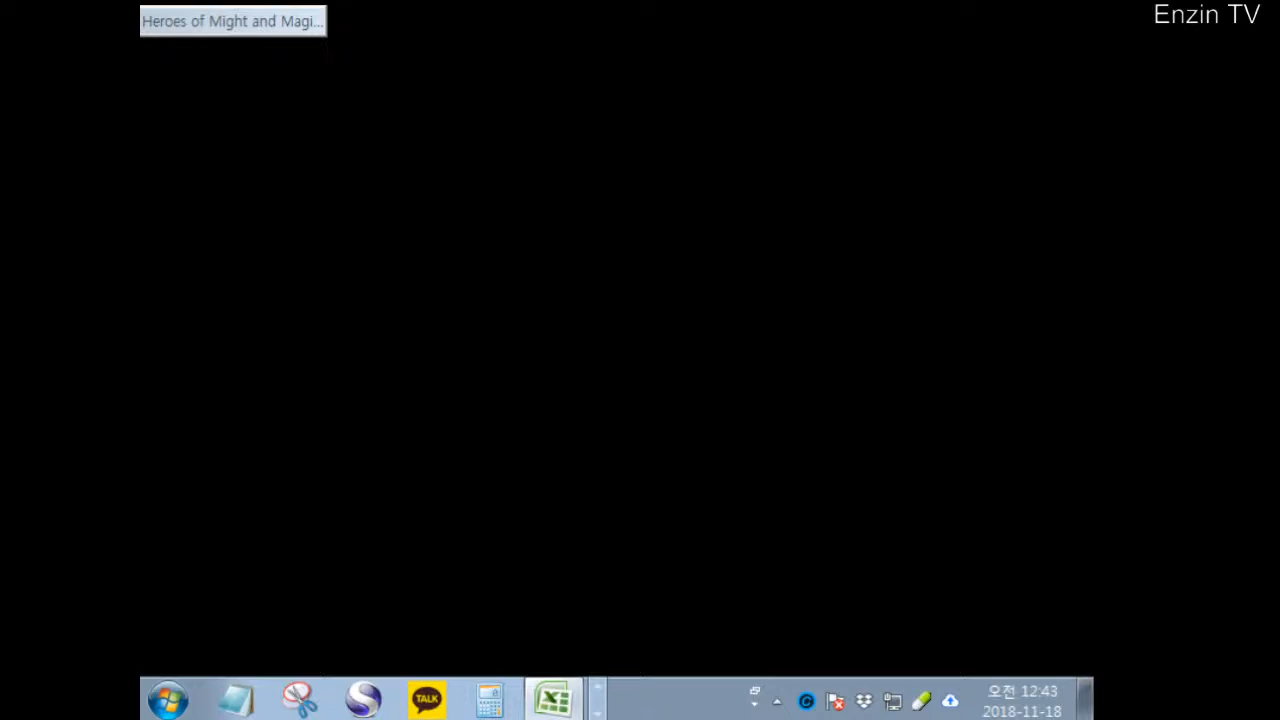 Heroes of Might and Magi...
Enzin TV
TALK
오전 12:43
2018-11-18